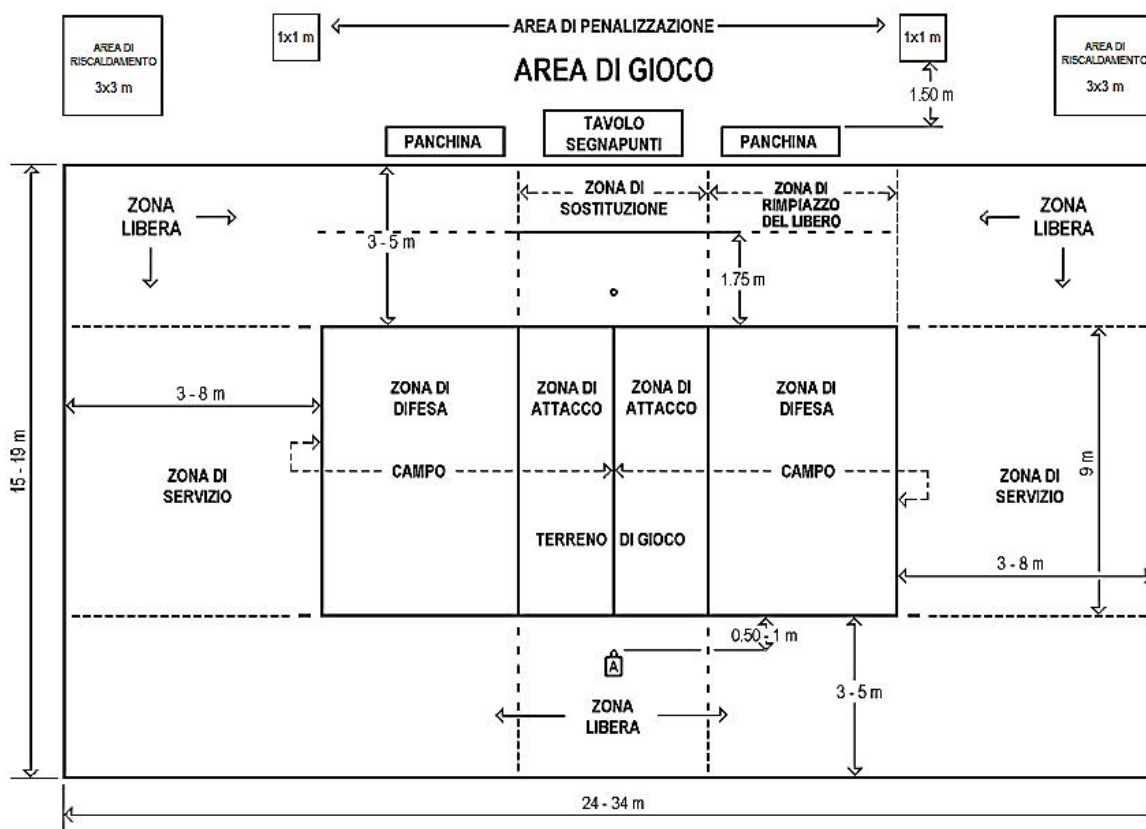 AREA DI
RISCALDAMENTO
3x3 m
1x1 m
AREA DI PENALIZZAZIONE
1x1 m
AREA DI
RISCALDAMENTO
3x3 m
AREA DI GIOCO
1.50 m
PANCHINA
TAVOLO
SEGNAPUNTI
PANCHINA
ZONA
LIBERA
3 - 5 m
ZONA DI
SOSTITUZIONE
ZONA DI
RIMPIAZZO
DEL LIBERO
ZONA
LIBERA
1.75 m
15 - 19 m
3 - 8 m
ZONA DI
DIFESA
ZONA DI
ATTACCO
ZONA DI
ATTACCO
ZONA DI
DIFESA
9 m
ZONA DI
SERVIZIO
CAMPO
CAMPO
ZONA DI
SERVIZIO
TERRENO DI GIOCO
3 - 8 m
0.50 - 1 m
A
3 - 5 m
ZONA
LIBERA
24 - 34 m